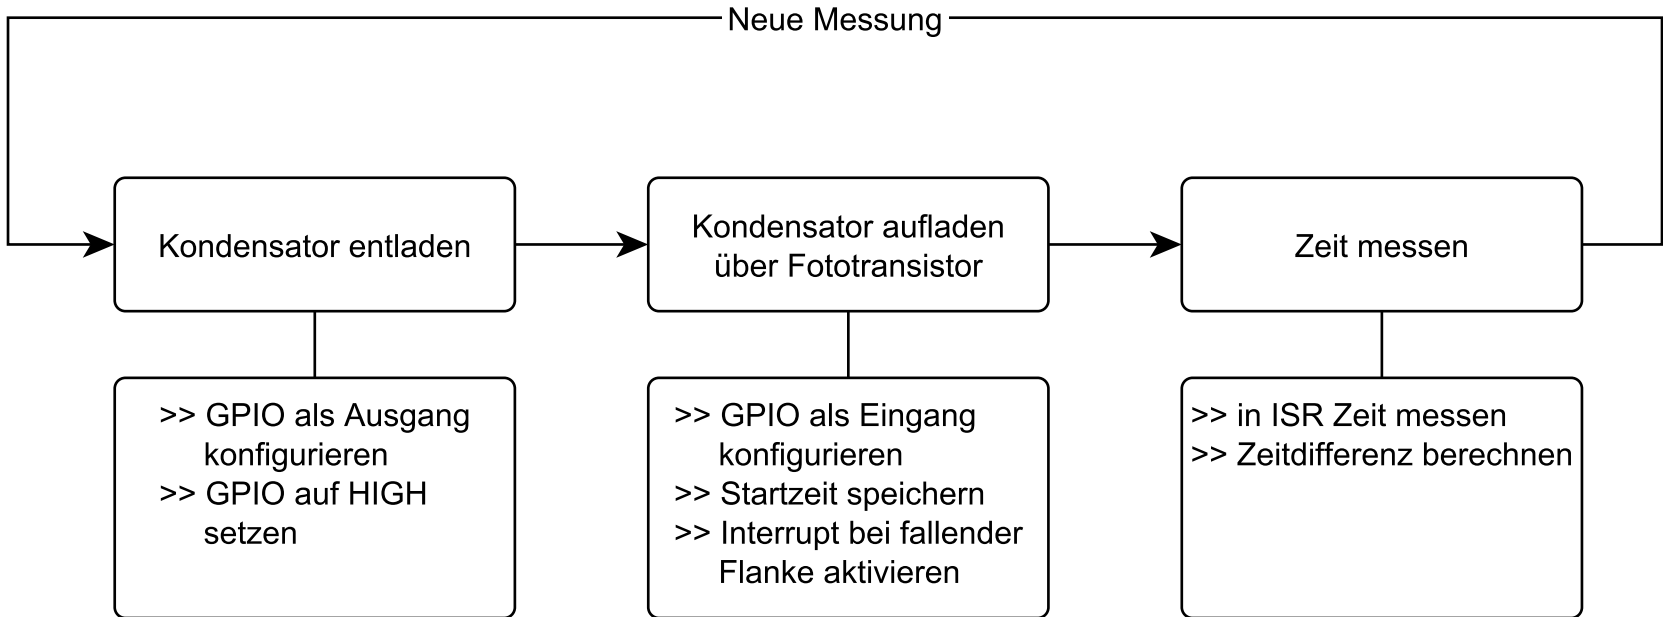 Neue Messung
Kondensator entladen
Kondensator aufladen
über Fototransistor
Zeit messen
>> GPIO als Ausgang
konfigurieren
>> GPIO auf HIGH
setzen
>> GPIO als Eingang
konfigurieren
>> Startzeit speichern
>> Interrupt bei fallender
Flanke aktivieren
>> in ISR Zeit messen
>> Zeitdifferenz berechnen